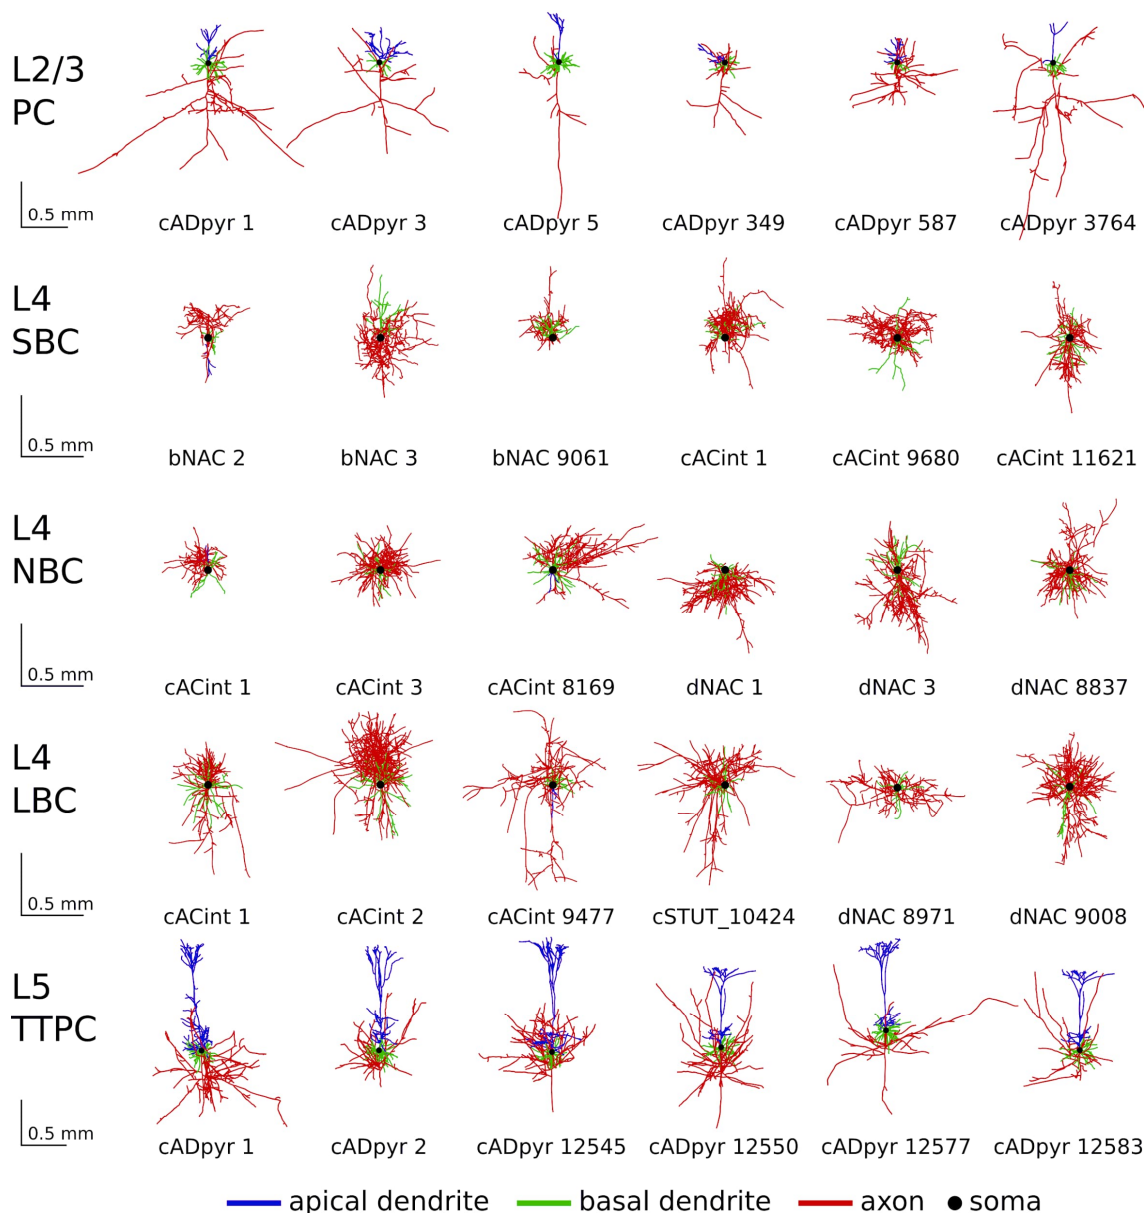 L2/3
PC
0.5 mm
cADpyr 1 cADpyr 3 cADpyr 5 cADpyr 349 cADpyr 587 cADpyr 3764
L4
SBC
0.5 mm
bNAC 2 bNAC 3 bNAC 9061 cACint 1 cACint 9680 cACint 11621
L4
NBC
0.5 mm
cACint 1 cACint 3 cACint 8169 dNAC 1 dNAC 3 dNAC 8837
L4
LBC
0.5 mm
cACint 1 cACint 2 cACint 9477 cSTUT_10424 dNAC 8971 dNAC 9008
L5
TTPC
0.5 mm
cADpyr 1 cADpyr 2 cADpyr 12545 cADpyr 12550 cADpyr 12577 cADpyr 12583
apical dendrite basal dendrite axon soma